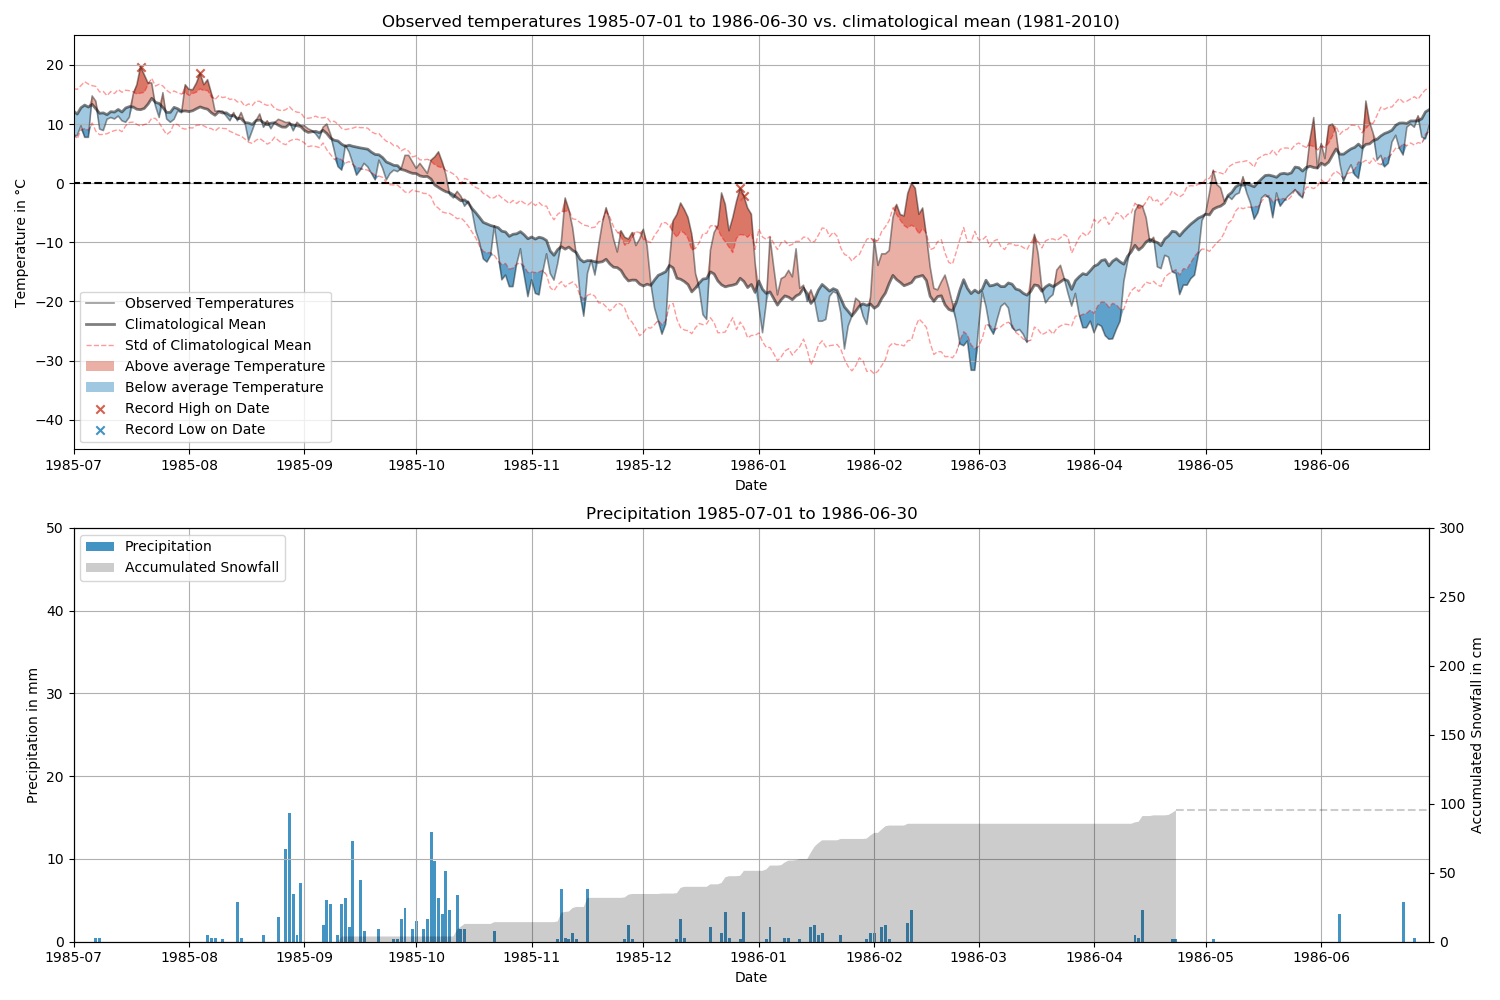 Observed temperatures 1985-07-01 to 1986-06-30 vs. climatological mean (1981-2010)
20
10
0
−10
−20
−30
−40
Temperature in °C
Observed Temperatures
Climatological Mean
Std of Climatological Mean
Above average Temperature
Below average Temperature
Record High on Date
Record Low on Date
1985-07 1985-08 1985-09 1985-10 1985-11 1985-12 1986-01 1986-02 1986-03 1986-04 1986-05 1986-06
Date
Precipitation 1985-07-01 to 1986-06-30
50
40
30
20
10
0
Precipitation in mm
Precipitation
Accumulated Snowfall
300
250
200
150
100
50
0
Accumulated Snowfall in cm
1985-07 1985-08 1985-09 1985-10 1985-11 1985-12 1986-01 1986-02 1986-03 1986-04 1986-05 1986-06
Date